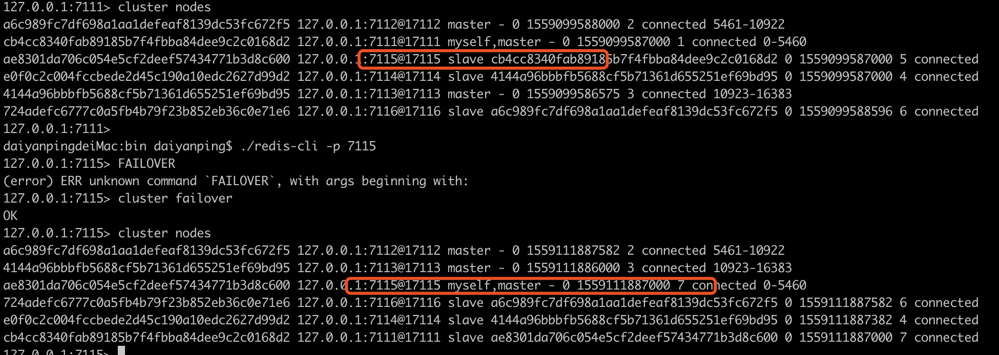 127.0.0.1:7111> cluster nodes
a6c989fc7df698a1aa1defeaf8139dc53fc672f5 127.0.0.1:7112@17112 master - 0 1559099588000 2 connected 5461-10922
cb4cc8340fab89185b7f4fbba84dee9c2c0168d2 127.0.0.1:7111@17111 myself,master - 0 1559099587000 1 connected 0-5460
ae8301da706c054e5cf2deef57434771b3d8c600 127.0.0.1:7115@17115 slave cb4cc8340fab89185b7f4fbba84dee9c2c0168d2 0 1559099587000 5 connected
e0f0c2c004fccbede2d45c190a10edc2627d99d2 127.0.0.1:7114@17114 slave 4144a96bbbfb5688cf5b71361d655251ef69bd95 0 1559099587000 4 connected
4144a96bbbfb5688cf5b71361d655251ef69bd95 127.0.0.1:7113@17113 master - 0 1559099586575 3 connected 10923-16383
724adefc6777c0a5fb4b79f23b852eb36c0e71e6 127.0.0.1:7116@17116 slave a6c989fc7df698a1aa1defeaf8139dc53fc672f5 0 1559099588596 6 connected
127.0.0.1:7111>
daiyanpingdeiMac:bin daiyanping$ ./redis-cli -p 7115
127.0.0.1:7115> FAILOVER
(error) ERR unknown command `FAILOVER`, with args beginning with:
127.0.0.1:7115> cluster failover
OK
127.0.0.1:7115> cluster nodes
a6c989fc7df698a1aa1defeaf8139dc53fc672f5 127.0.0.1:7112@17112 master - 0 1559111887582 2 connected 5461-10922
4144a96bbbfb5688cf5b71361d655251ef69bd95 127.0.0.1:7113@17113 master - 0 1559111886000 3 connected 10923-16383
ae8301da706c054e5cf2deef57434771b3d8c600 127.0.0.1:7115@17115 myself,master - 0 1559111887000 7 connected 0-5460
724adefc6777c0a5fb4b79f23b852eb36c0e71e6 127.0.0.1:7116@17116 slave a6c989fc7df698a1aa1defeaf8139dc53fc672f5 0 1559111887582 6 connected
e0f0c2c004fccbede2d45c190a10edc2627d99d2 127.0.0.1:7114@17114 slave 4144a96bbbfb5688cf5b71361d655251ef69bd95 0 1559111887382 4 connected
cb4cc8340fab89185b7f4fbba84dee9c2c0168d2 127.0.0.1:7111@17111 slave ae8301da706c054e5cf2deef57434771b3d8c600 0 1559111887000 7 connected
127.0.0.1:7115>